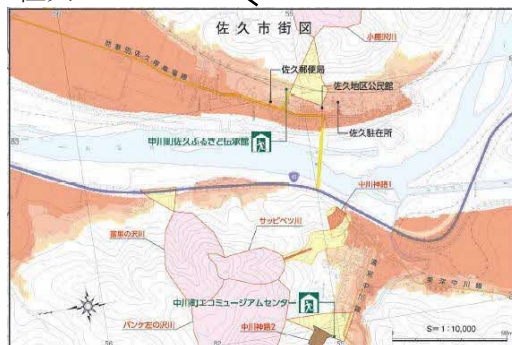 佐久市街図
小鹿沢川
佐久郵便局
佐久地区公民館
佐久駐在所
中川町佐久ふるさと伝承館
中川神路1
サッピベツ川
富里の沢川
中川町エコミュージアムセンター
パンケ左の沢川
中川神路2
S=1:10,000